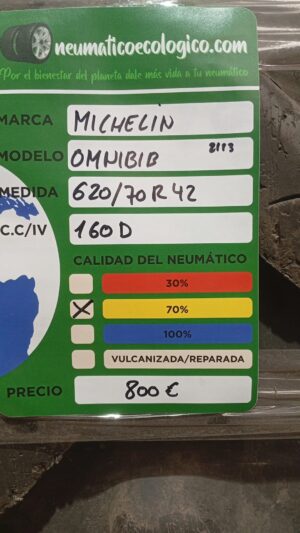 neumaticoecologico.com
Por el bienestar del planeta dale más vida a tu neumático
MARCA MICHELIN
MODELO OMNIBIB 2113
MEDIDA 620/70 R 42
C.C/IV 160 D
CALIDAD DEL NEUMÁTICO
30%
X 70%
100%
VULCANIZADA/REPARADA
PRECIO 800 €